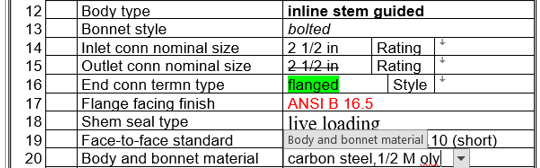 12 Body type inline stem guided
13 Bonnet style bolted
14 Inlet conn nominal size 2 1/2 in Rating
15 Outlet conn nominal size 2 1/2 in Rating
16 End conn termn type flanged Style
17 Flange facing finish ANSI B 16.5
18 Shem seal type live loading
19 Face-to-face standard Body and bonnet material .10 (short)
20 Body and bonnet material carbon steel,1/2 M oly